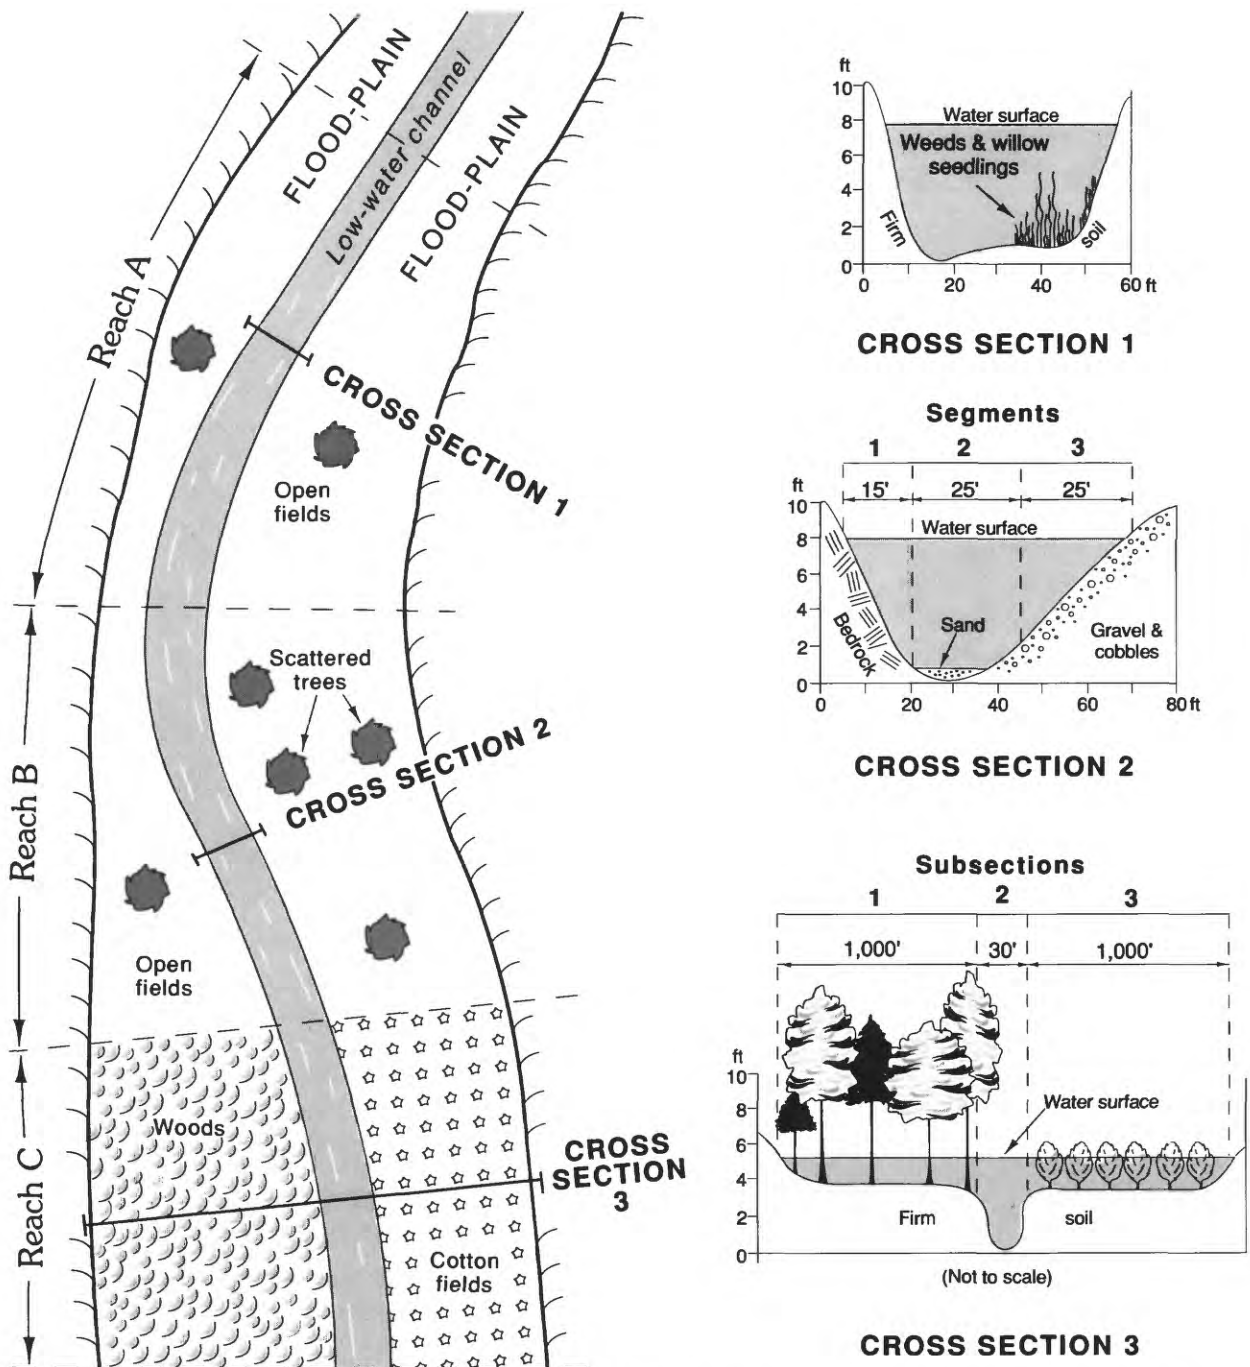 FLOOD-PLAIN
Low-water channel
FLOOD-PLAIN
Reach A
CROSS SECTION 1
Open
fields
Scattered
trees
CROSS SECTION 2
Reach B
Open
fields
Woods
CROSS
SECTION
3
Reach C
Cotton
fields
ft
10
8
6
4
2
0
Water surface
Weeds & willow
seedlings
Firm
soil
0
20
40
60 ft
CROSS SECTION 1
Segments
1 2 3
15' 25' 25'
ft
10
8
6
4
2
0
Water surface
Bedrock
Sand
Gravel &
cobbles
0 20 40 60 80 ft
CROSS SECTION 2
Subsections
1 2 3
1,000' 30' 1,000'
ft
10
8
6
4
2
0
Water surface
Firm soil
(Not to scale)
CROSS SECTION 3